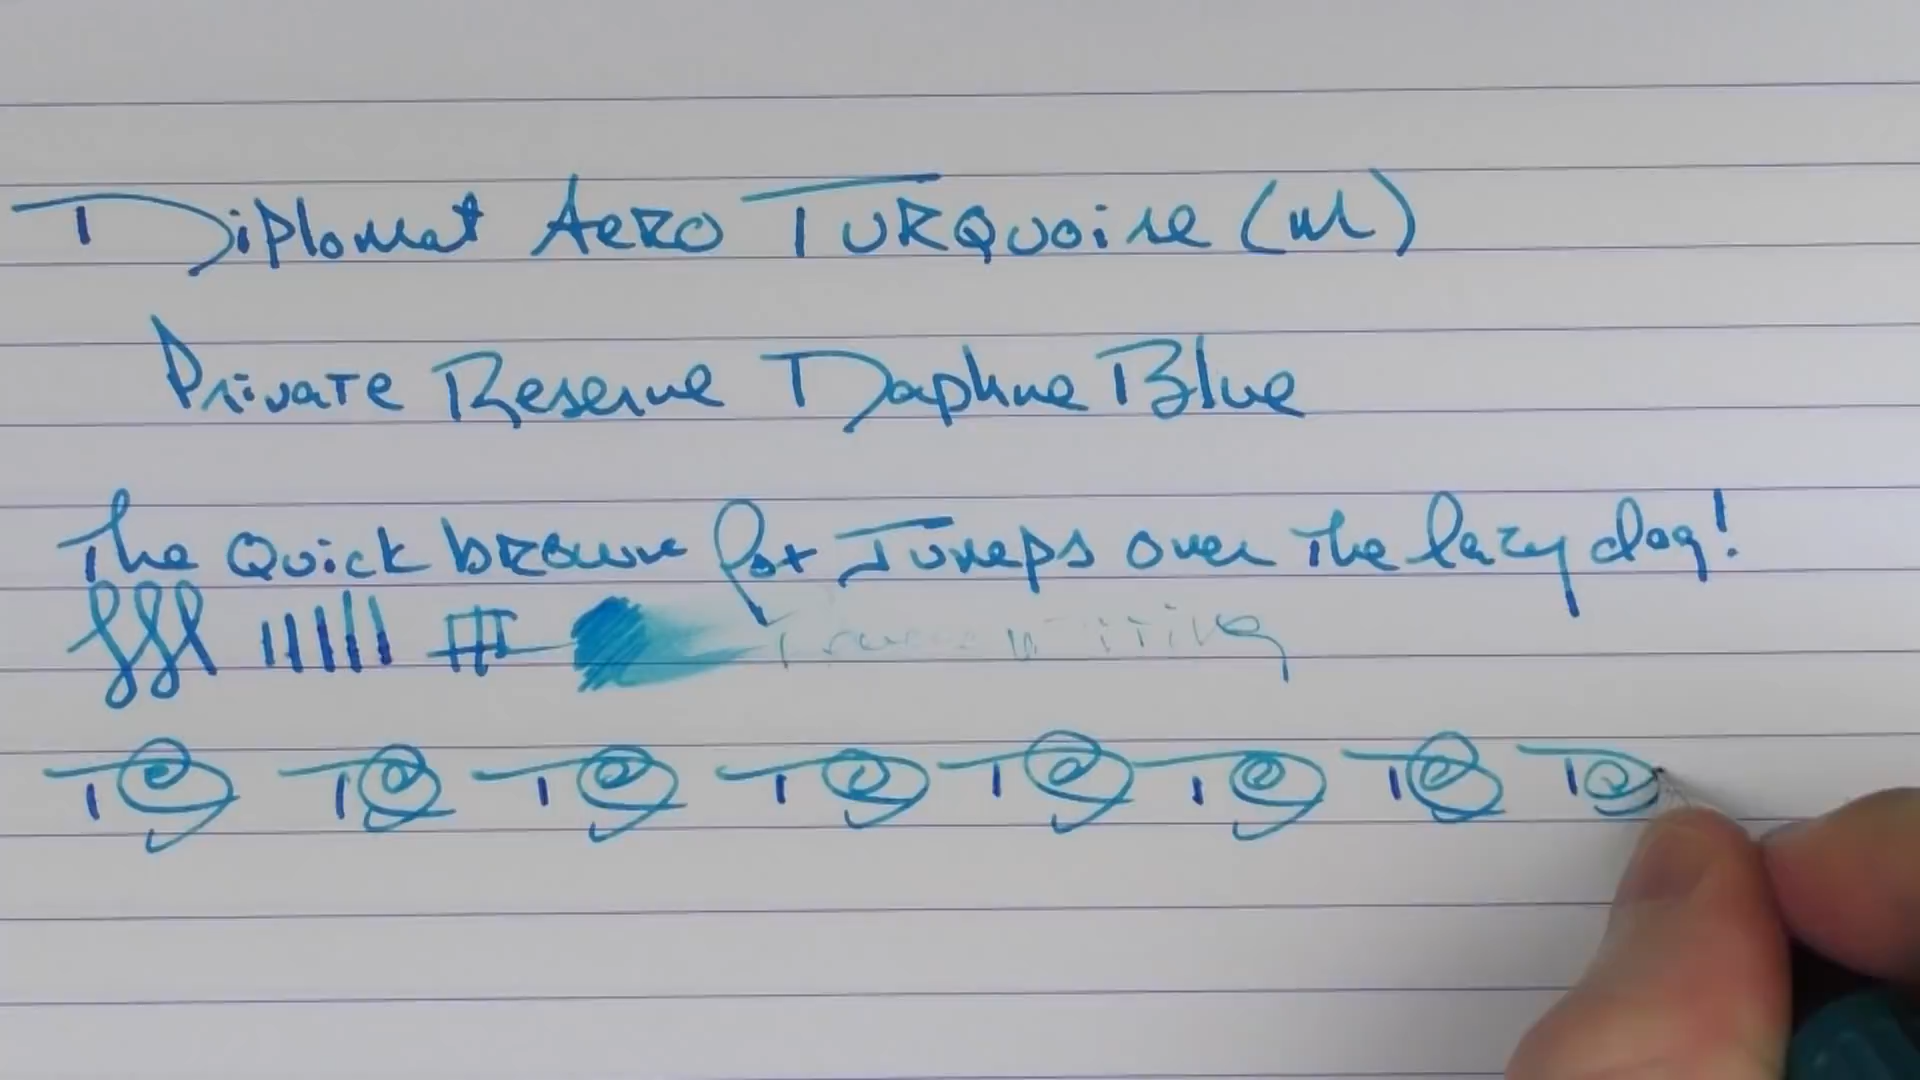 Diplomat Aero Turquoise (M)
Private Reserve Daphne Blue
The Quick brown fox Jumps over The lazy dog!